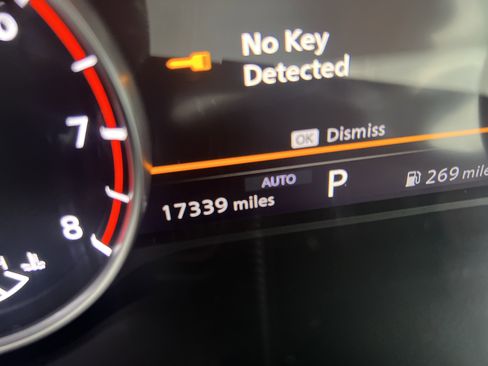 No Key
Detected
OK Dismiss
7
8
AUTO
P
269 mile
17339 miles